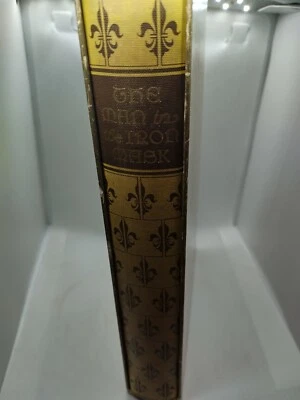 THE
MAN in
the IRON
MASK